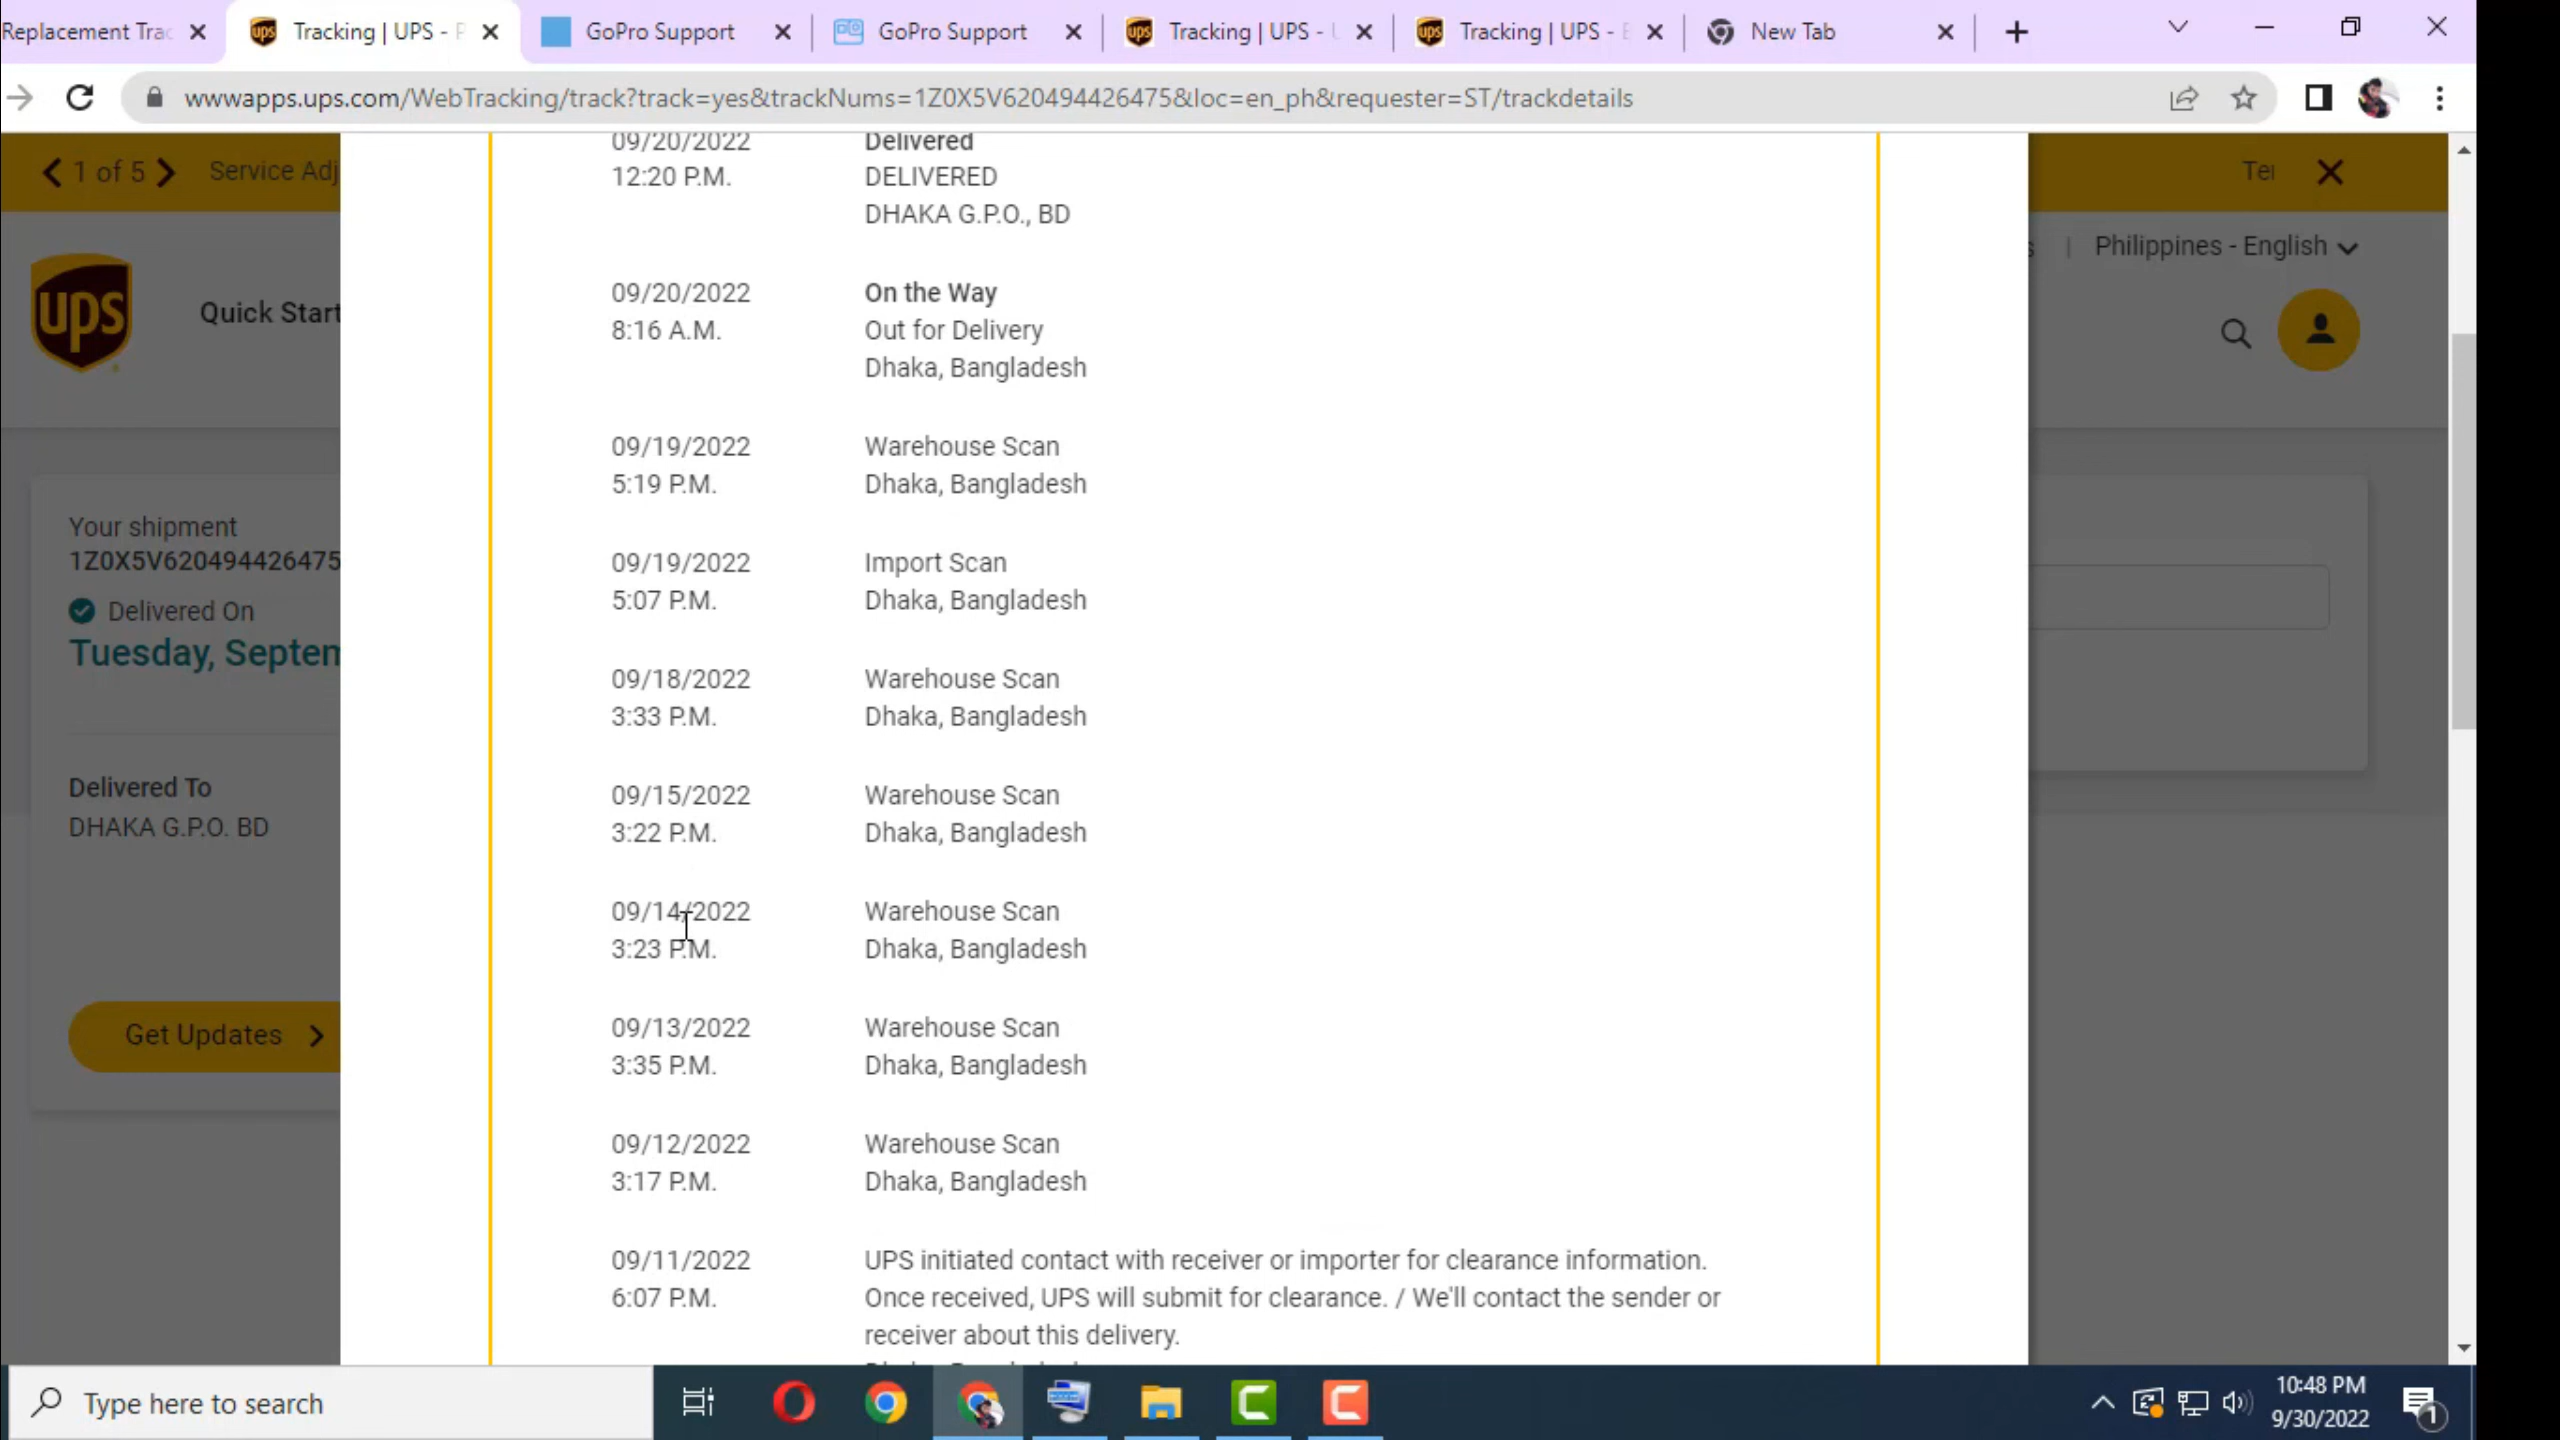 Replacement Trac
Tracking | UPS - P
GoPro Support
GoPro Support
Tracking | UPS - U
Tracking | UPS - E
New Tab
wwwapps.ups.com/WebTracking/track?track=yes&trackNums=1Z0X5V620494426475&loc=en_ph&requester=ST/trackdetails
1 of 5
Service Adj
Ter
ups
Quick Start
s | Philippines - English
Your shipment
1Z0X5V620494426475
Delivered On
Tuesday, Septem
Delivered To
DHAKA G.P.O. BD
Get Updates
09/20/2022 Delivered
12:20 P.M. DELIVERED
DHAKA G.P.O., BD
09/20/2022 On the Way
8:16 A.M. Out for Delivery
Dhaka, Bangladesh
09/19/2022 Warehouse Scan
5:19 P.M. Dhaka, Bangladesh
09/19/2022 Import Scan
5:07 P.M. Dhaka, Bangladesh
09/18/2022 Warehouse Scan
3:33 P.M. Dhaka, Bangladesh
09/15/2022 Warehouse Scan
3:22 P.M. Dhaka, Bangladesh
09/14/2022 Warehouse Scan
3:23 P.M. Dhaka, Bangladesh
09/13/2022 Warehouse Scan
3:35 P.M. Dhaka, Bangladesh
09/12/2022 Warehouse Scan
3:17 P.M. Dhaka, Bangladesh
09/11/2022 UPS initiated contact with receiver or importer for clearance information.
6:07 P.M. Once received, UPS will submit for clearance. / We'll contact the sender or
receiver about this delivery.
Type here to search
10:48 PM
9/30/2022
1